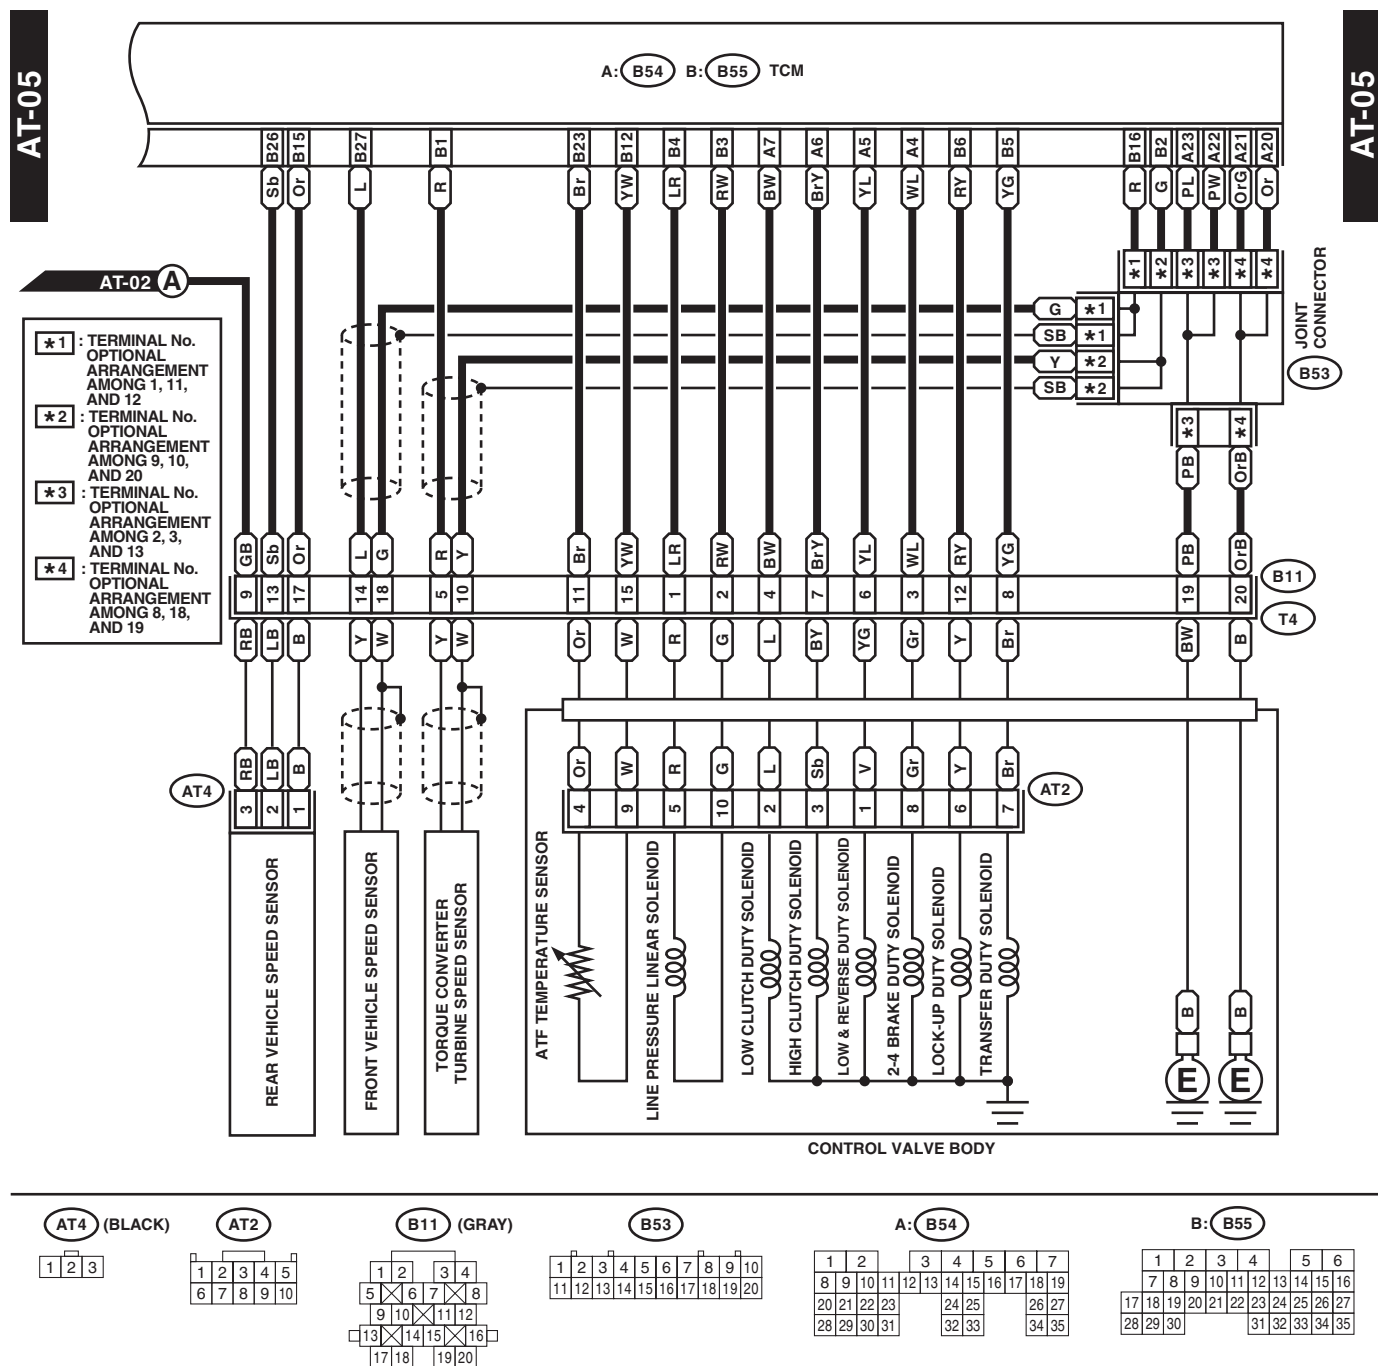 AT-05
AT-05
A: B54 B: B55 TCM
B26 B15 B27 B1 B23 B12 B4 B3 A7 A6 A5 A4 B6 B5 B16 B2 A23 A22 A21 A20
Sb Or L R Br YW LR RW BW BrY YL WL RY YG R G PL PW OrG Or
*1 *2 *3 *3 *4 *4
AT-02 A
G *1
SB *1
Y *2
SB *2
JOINT
CONNECTOR
B53
*1 : TERMINAL No.
OPTIONAL
ARRANGEMENT
AMONG 1, 11,
AND 12
*2 : TERMINAL No.
OPTIONAL
ARRANGEMENT
AMONG 9, 10,
AND 20
*3 : TERMINAL No.
OPTIONAL
ARRANGEMENT
AMONG 2, 3,
AND 13
*4 : TERMINAL No.
OPTIONAL
ARRANGEMENT
AMONG 8, 18,
AND 19
*3 *4
PB OrB
GB Sb Or L G R Y Br YW LR RW BW BrY YL WL RY YG PB OrB
9 13 17 14 18 5 10 11 15 1 2 4 7 6 3 12 8 19 20
B11
T4
RB LB B Y W Y W Or W R G L BY YG Gr Y Br BW B
RB LB B Or W R G L Sb V Gr Y Br
AT4
3 2 1
4 9 5 10 2 3 1 8 6 7
AT2
REAR VEHICLE SPEED SENSOR
FRONT VEHICLE SPEED SENSOR
TORQUE CONVERTER
TURBINE SPEED SENSOR
ATF TEMPERATURE SENSOR
LINE PRESSURE LINEAR SOLENOID
LOW CLUTCH DUTY SOLENOID
HIGH CLUTCH DUTY SOLENOID
LOW & REVERSE DUTY SOLENOID
2-4 BRAKE DUTY SOLENOID
LOCK-UP DUTY SOLENOID
TRANSFER DUTY SOLENOID
B B
E E
CONTROL VALVE BODY
AT4 (BLACK)
1 2 3
AT2
1 2 3 4 5
6 7 8 9 10
B11 (GRAY)
1 2 3 4
5 6 7 8
9 10 11 12
13 14 15 16
17 18 19 20
B53
1 2 3 4 5 6 7 8 9 10
11 12 13 14 15 16 17 18 19 20
A: B54
1 2 3 4 5 6 7
8 9 10 11 12 13 14 15 16 17 18 19
20 21 22 23 24 25 26 27
28 29 30 31 32 33 34 35
B: B55
1 2 3 4 5 6
7 8 9 10 11 12 13 14 15 16
17 18 19 20 21 22 23 24 25 26 27
28 29 30 31 32 33 34 35